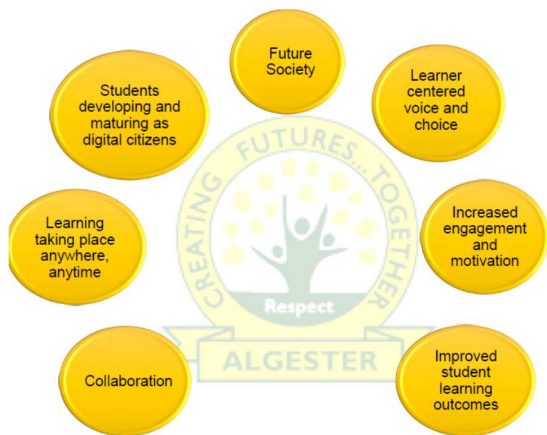 Future
Society
Learner
centered
voice and
choice
Increased
engagement
and
motivation
Improved
student
learning
outcomes
Collaboration
Learning
taking place
anywhere,
anytime
Students
developing and
maturing as
digital citizens
CREATING FUTURES... TOGETHER
Respect
ALGESTER